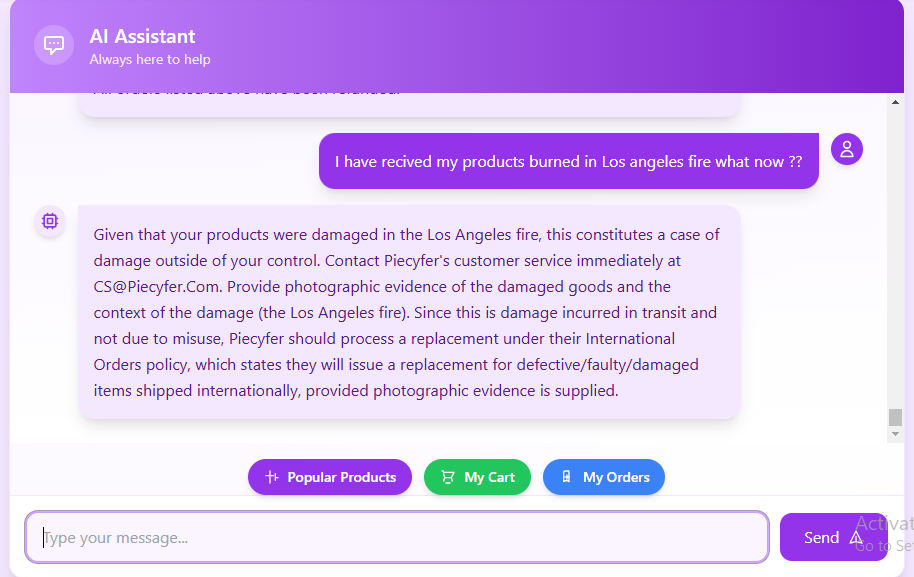 AI Assistant
Always here to help
I have recived my products burned in Los angeles fire what now ??
Given that your products were damaged in the Los Angeles fire, this constitutes a case of
damage outside of your control. Contact Piecyfer's customer service immediately at
CS@Piecyfer.Com. Provide photographic evidence of the damaged goods and the
context of the damage (the Los Angeles fire). Since this is damage incurred in transit and
not due to misuse, Piecyfer should process a replacement under their International
Orders policy, which states they will issue a replacement for defective/faulty/damaged
items shipped internationally, provided photographic evidence is supplied.
Popular Products
My Cart
My Orders
Type your message...
Send
Activat
Go to Set